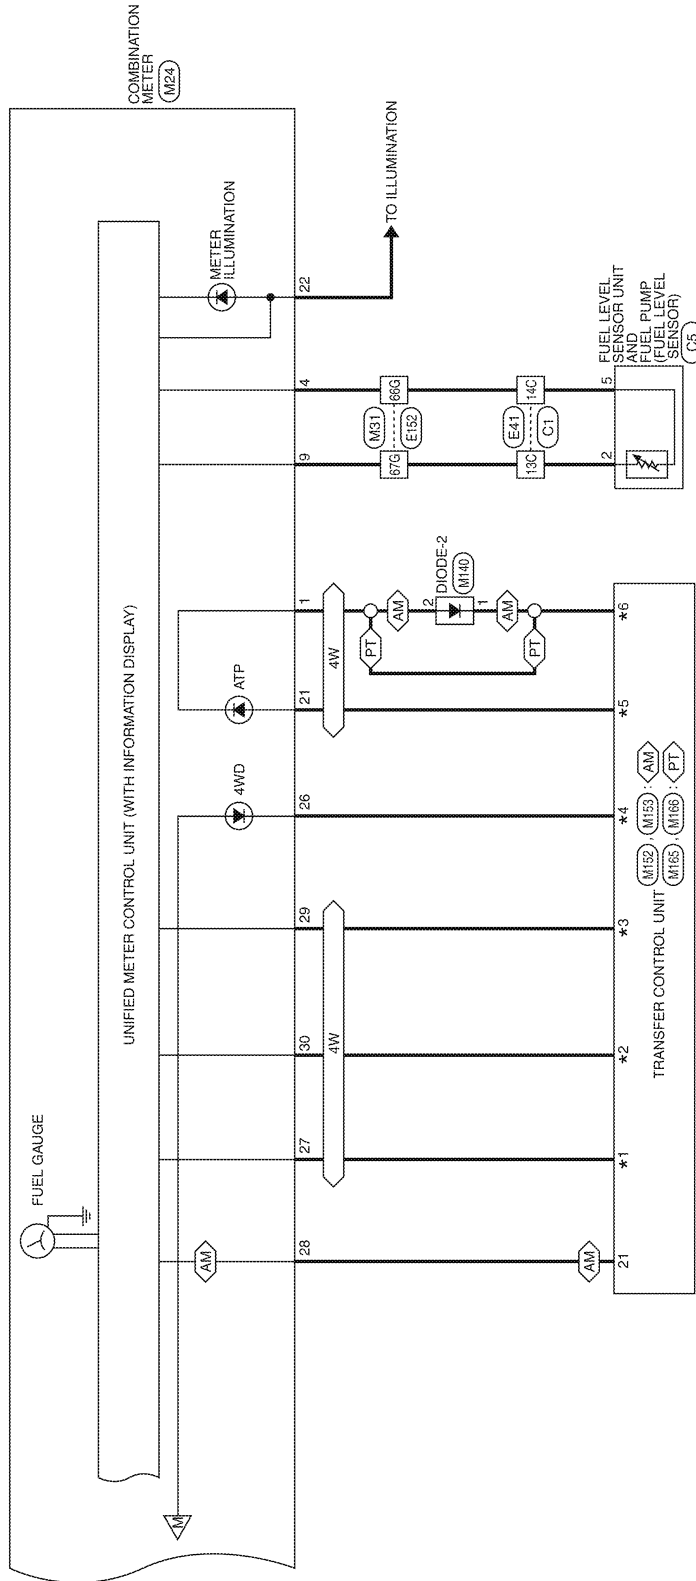 COMBINATION
METER
M24
FUEL GAUGE
UNIFIED METER CONTROL UNIT (WITH INFORMATION DISPLAY)
M
AM
4WD
ATP
METER
ILLUMINATION
28
27
30
29
26
21
1
9
4
22
4W
4W
TO ILLUMINATION
PT
AM
2
DIODE-2
M140
1
AM
PT
67G
66G
M31
E152
13C
14C
E41
C1
AM
21
*1
*2
*3
*4
*5
*6
2
5
TRANSFER CONTROL UNIT
M152 , M153 : AM
M165 , M166 : PT
FUEL LEVEL
SENSOR UNIT
AND
FUEL PUMP
(FUEL LEVEL
SENSOR)
C5